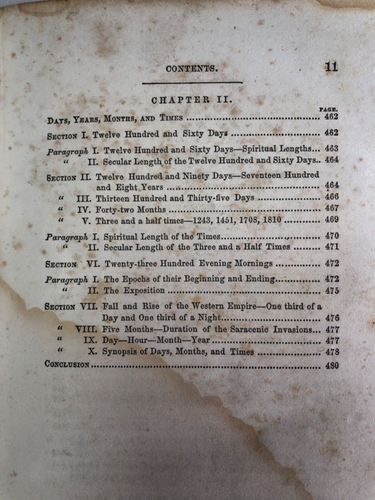 CONTENTS. 11
CHAPTER II.
PAGE.
DAYS, YEARS, MONTHS, AND TIMES ........ 462
SECTION I. Twelve Hundred and Sixty Days ........ 462
Paragraph I. Twelve Hundred and Sixty Days—Spiritual Lengths... 463
“ II. Secular Length of the Twelve Hundred and Sixty Days.. 464
SECTION II. Twelve Hundred and Ninety Days—Seventeen Hundred
and Eight Years ........ 464
“ III. Thirteen Hundred and Thirty-five Days ........ 466
“ IV. Forty-two Months ........ 467
“ V. Three and a half times—1243, 1451, 1708, 1810 ........ 469
Paragraph I. Spiritual Length of the Times ........ 470
“ II. Secular Length of the Three and a Half Times ........ 471
SECTION VI. Twenty-three Hundred Evening Mornings ........ 472
Paragraph I. The Epochs of their Beginning and Ending ........ 472
“ II. The Exposition ........ 475
SECTION VII. Fall and Rise of the Western Empire—One third of a
Day and One third of a Night ........ 476
“ VIII. Five Months—Duration of the Saracenic Invasions... 477
“ IX. Day—Hour—Month—Year ........ 477
“ X. Synopsis of Days, Months, and Times ........ 478
CONCLUSION ........ 480